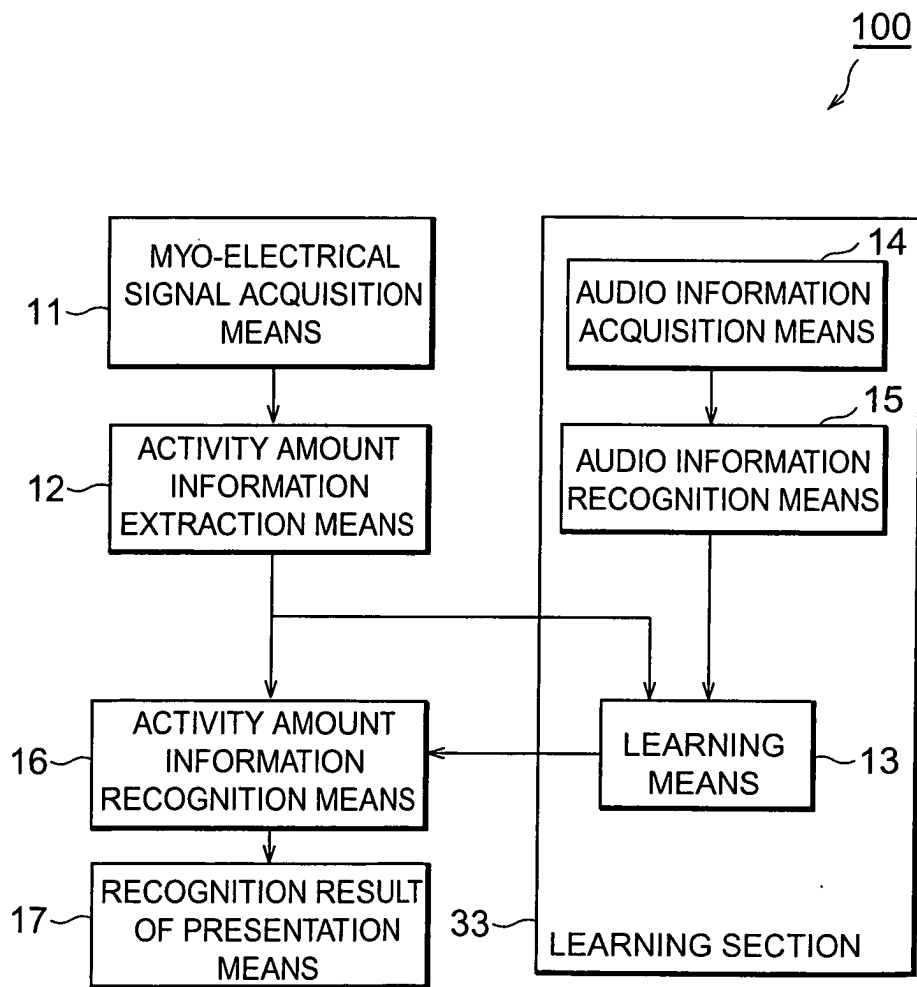 100
11
MYO-ELECTRICAL
SIGNAL ACQUISITION
MEANS
12
ACTIVITY AMOUNT
INFORMATION
EXTRACTION MEANS
16
ACTIVITY AMOUNT
INFORMATION
RECOGNITION MEANS
17
RECOGNITION RESULT
OF PRESENTATION
MEANS
14
AUDIO INFORMATION
ACQUISITION MEANS
15
AUDIO INFORMATION
RECOGNITION MEANS
LEARNING
MEANS
13
33
LEARNING SECTION